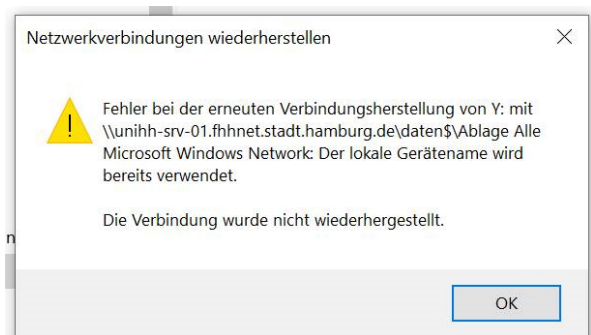 Netzwerkverbindungen wiederherstellen
Fehler bei der erneuten Verbindungsherstellung von Y: mit
\\unihh-srv-01.fhhnet.stadt.hamburg.de\daten$\Ablage Alle
Microsoft Windows Network: Der lokale Gerätename wird
bereits verwendet.
Die Verbindung wurde nicht wiederhergestellt.
n
OK